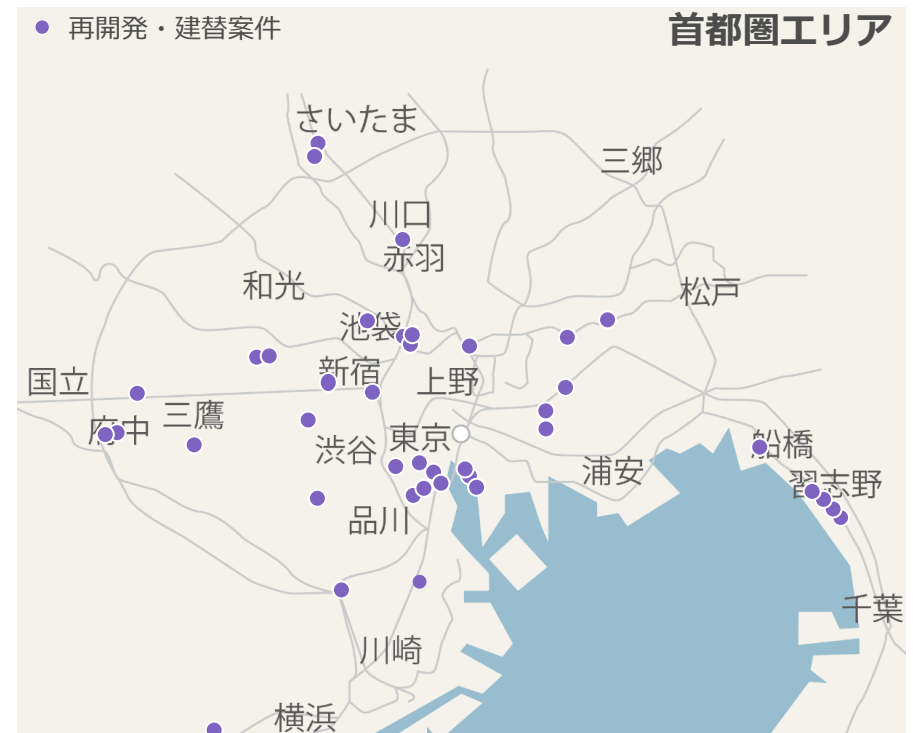 再開発・建替案件
首都圏エリア
さいたま
三郷
川口
赤羽
和光
松戸
池袋
国立
新宿
上野
三鷹
府中
渋谷
東京
船橋
浦安
習志野
品川
千葉
川崎
横浜